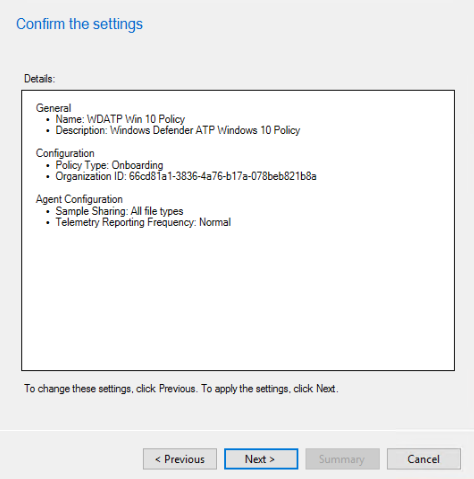 Confirm the settings
Details:
General
• Name: WDATP Win 10 Policy
• Description: Windows Defender ATP Windows 10 Policy
Configuration
• Policy Type: Onboarding
• Organization ID: 66cd81a1-3836-4a76-b17a-078beb821b8a
Agent Configuration
• Sample Sharing: All file types
• Telemetry Reporting Frequency: Normal
To change these settings, click Previous. To apply the settings, click Next.
< Previous
Next >
Summary
Cancel